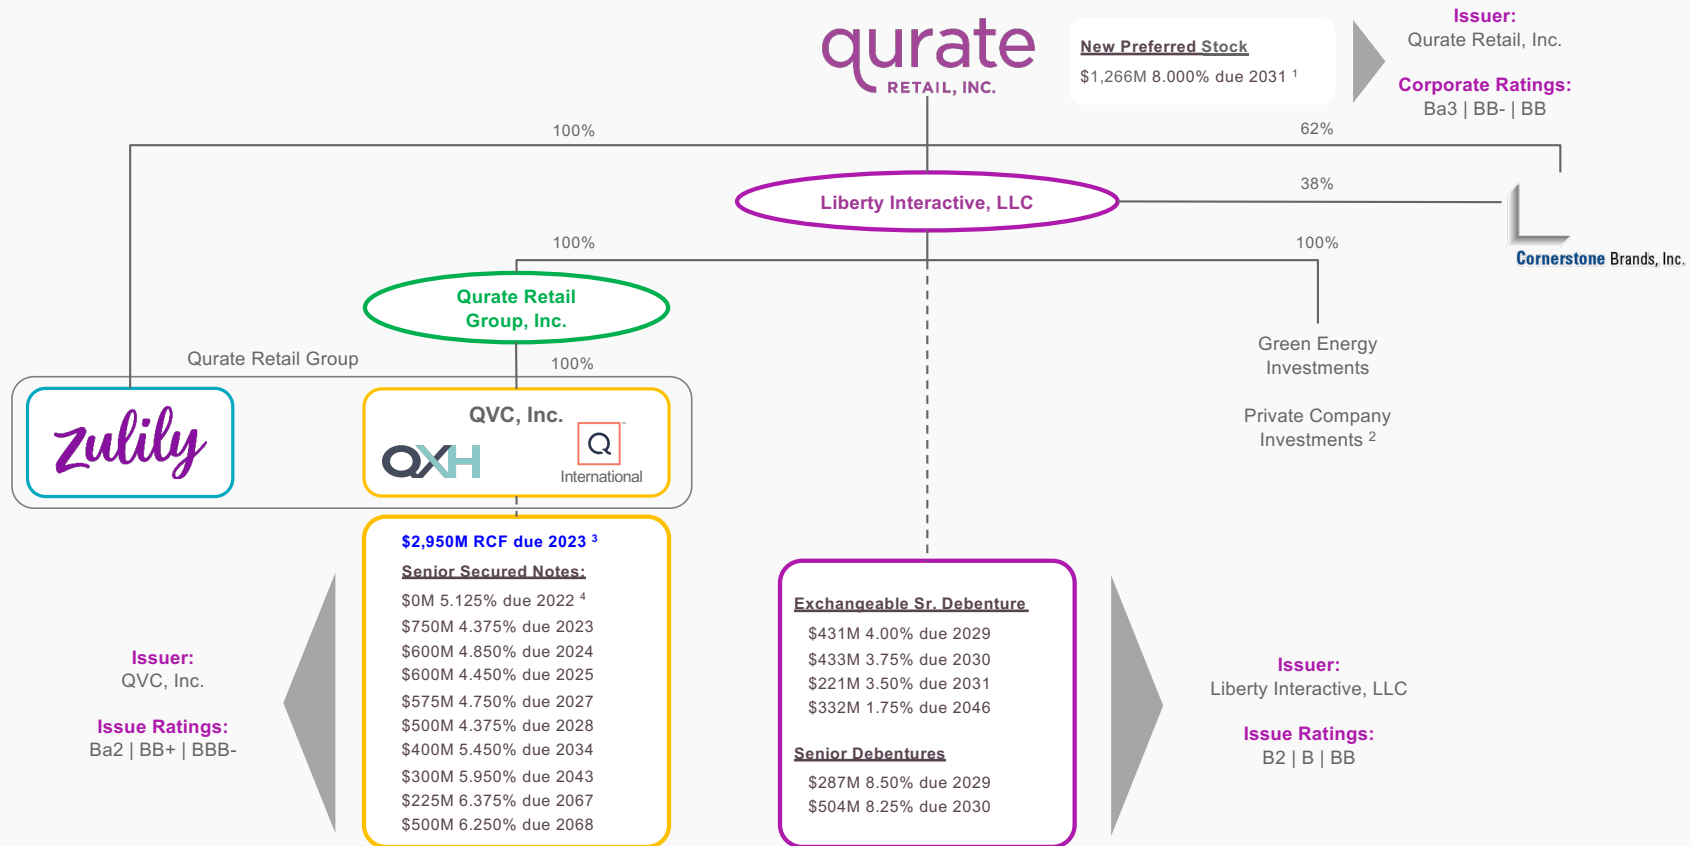 qurate
RETAIL, INC.
New Preferred Stock
$1,266M 8.000% due 2031 1
Issuer:
Qurate Retail, Inc.
Corporate Ratings:
Ba3 | BB- | BB
100%
62%
Liberty Interactive, LLC
38%
Cornerstone Brands, Inc.
100%
100%
Qurate Retail
Group, Inc.
Green Energy
Investments
Private Company
Investments 2
Qurate Retail Group
100%
zulily
QVC, Inc.
QXH
Q
International
$2,950M RCF due 2023 3
Senior Secured Notes:
$0M 5.125% due 2022 4
$750M 4.375% due 2023
$600M 4.850% due 2024
$600M 4.450% due 2025
$575M 4.750% due 2027
$500M 4.375% due 2028
$400M 5.450% due 2034
$300M 5.950% due 2043
$225M 6.375% due 2067
$500M 6.250% due 2068
Issuer:
QVC, Inc.
Issue Ratings:
Ba2 | BB+ | BBB-
Exchangeable Sr. Debenture
$431M 4.00% due 2029
$433M 3.75% due 2030
$221M 3.50% due 2031
$332M 1.75% due 2046
Senior Debentures
$287M 8.50% due 2029
$504M 8.25% due 2030
Issuer:
Liberty Interactive, LLC
Issue Ratings:
B2 | B | BB